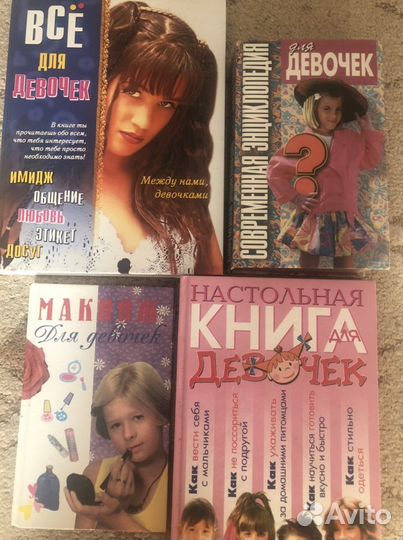 ВСЁ
для
ДЕВОЧЕК
В книге ты
прочитаешь обо всем,
что тебя интересует,
что тебе просто
необходимо знать!
ИМИДЖ
ОБЩЕНИЕ
ЛЮБОВЬ
ЭТИКЕТ
ДОСУГ
Между нами,
девочками
СОВРЕМЕННАЯ ЭНЦИКЛОПЕДИЯ
для
ДЕВОЧЕК
?
МАКИЯЖ
Для девочек
НАСТОЛЬНАЯ
КНИГА
ДЛЯ
ДЕВОЧЕК
Как вести себя
с мальчиками
Как не поссориться
с подругой
Как ухаживать
за домашними питомцами
Как научиться готовить
вкусно и быстро
Как стильно
одеться
Avito